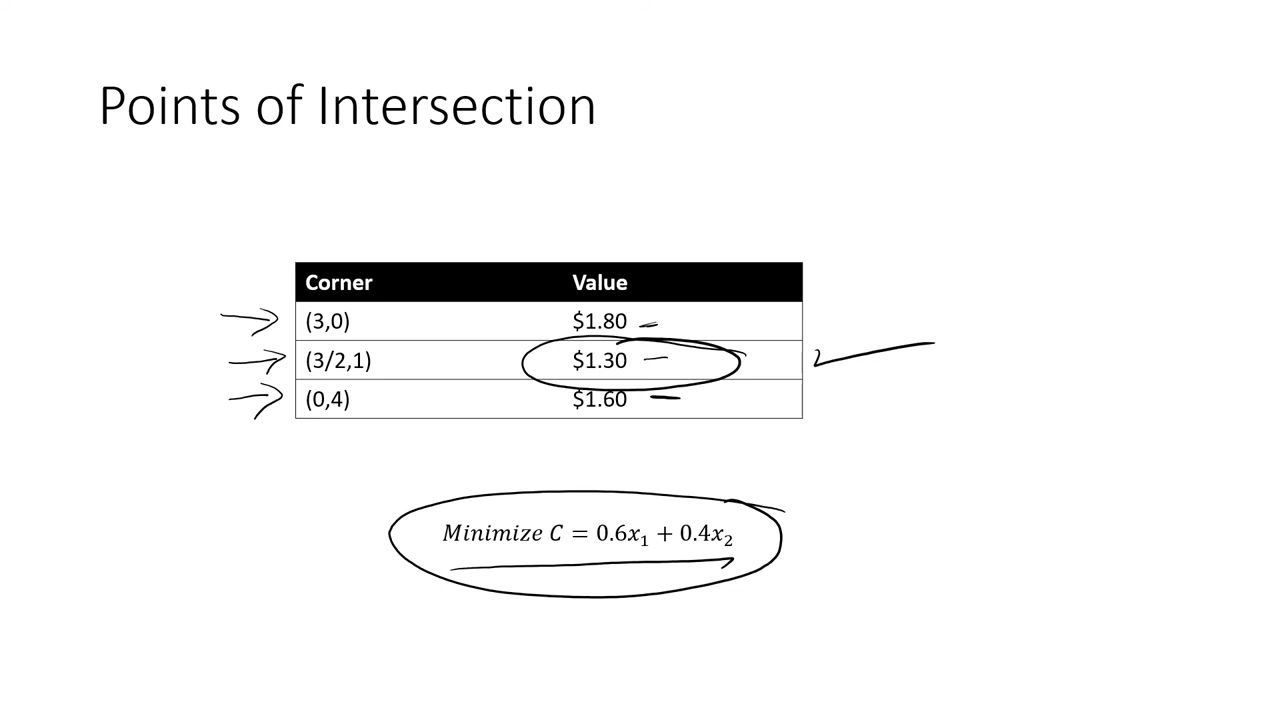 Points of Intersection
Corner Value
(3,0) $1.80
(3/2,1) $1.30
(0,4) $1.60
Minimize C = 0.6x₁ + 0.4x₂